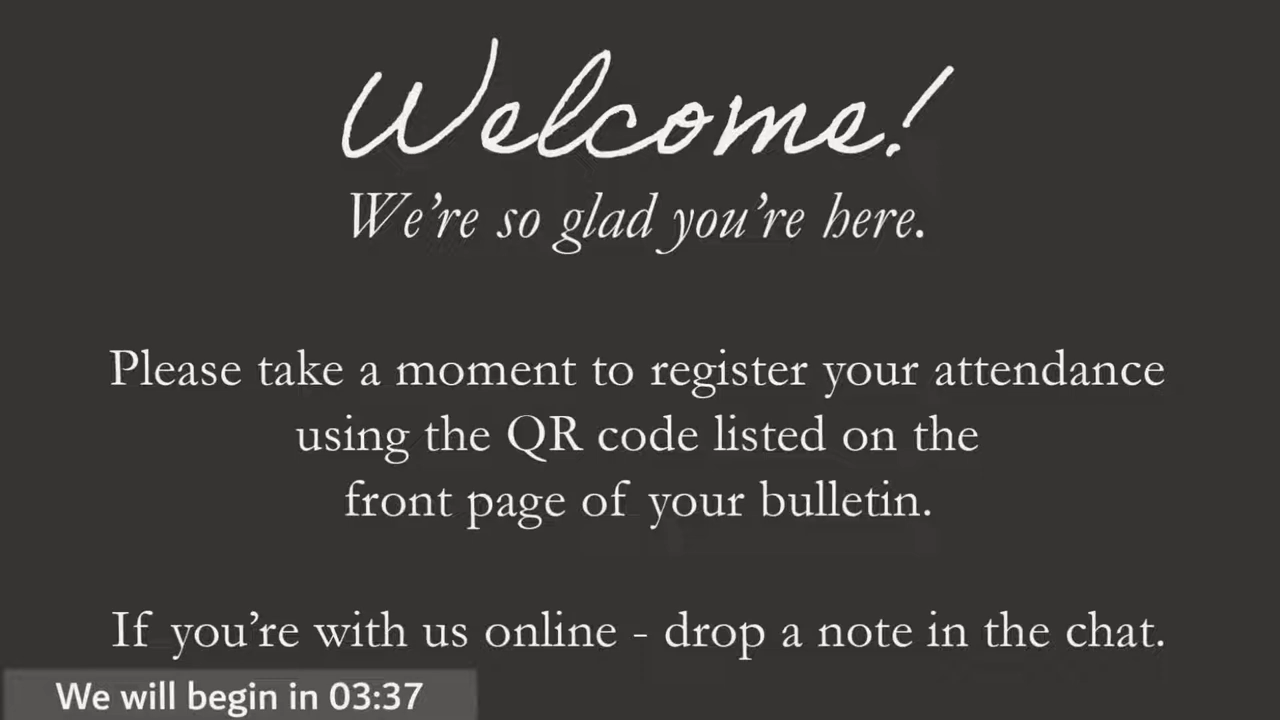 Welcome!
We're so glad you're here.
Please take a moment to register your attendance
using the QR code listed on the
front page of your bulletin.
If you're with us online - drop a note in the chat.
We will begin in 03:37